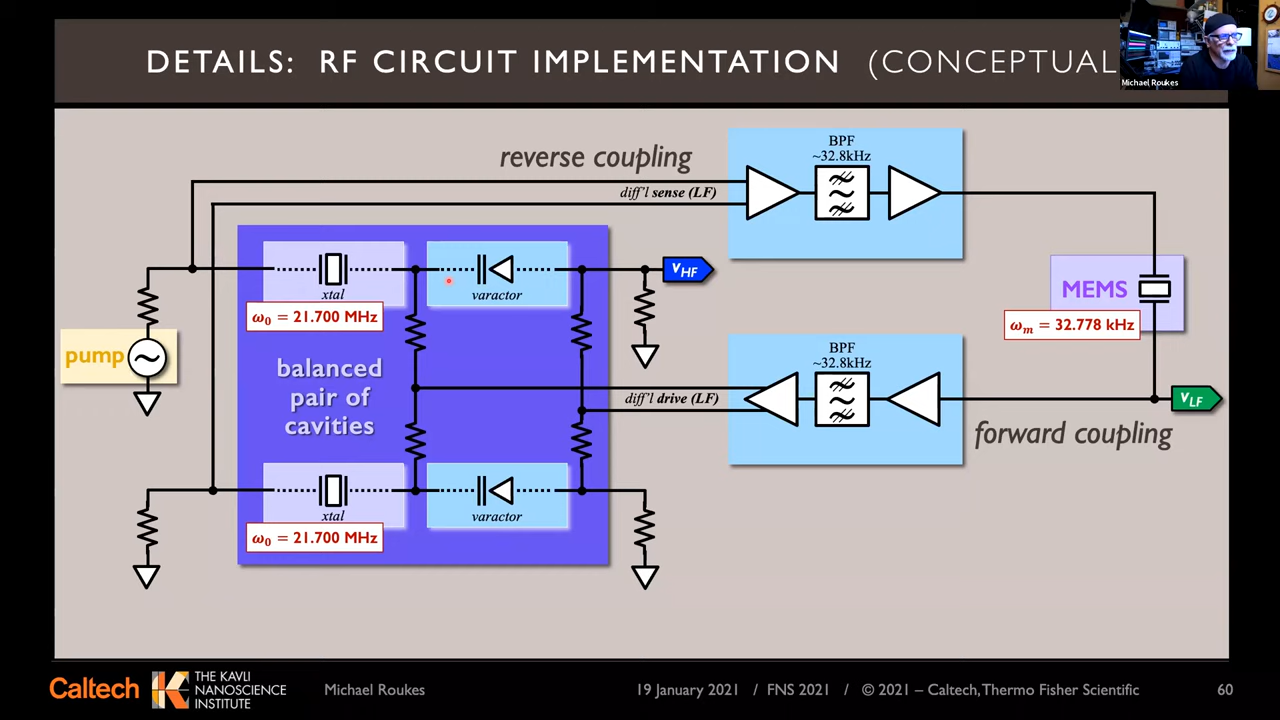 DETAILS: RF CIRCUIT IMPLEMENTATION (CONCEPTUAL
Michael Roukes
reverse coupling
BPF
~32.8kHz
diff'l sense (LF)
xtal
varactor
VHF
ω0 = 21.700 MHz
MEMS
ωm = 32.778 kHz
pump
balanced
pair of
cavities
BPF
~32.8kHz
diff'l drive (LF)
VLF
forward coupling
xtal
varactor
ω0 = 21.700 MHz
Caltech
THE KAVLI
NANOSCIENCE
INSTITUTE
Michael Roukes
19 January 2021 / FNS 2021 / © 2021 – Caltech, Thermo Fisher Scientific
60